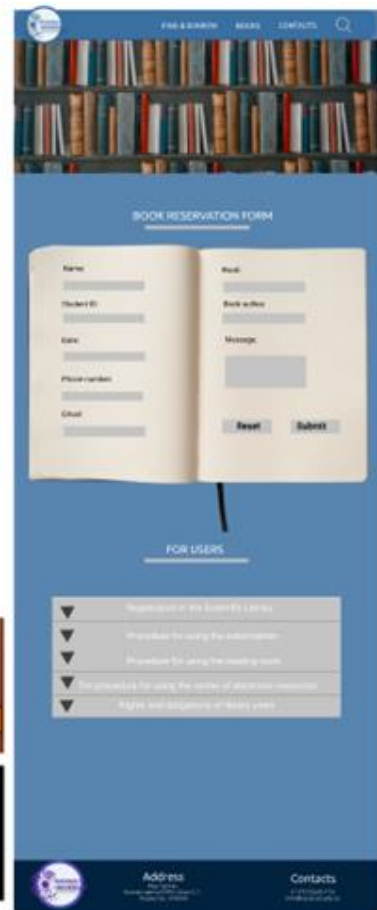 FIND & BORROW BOOKS CONTACTS
BOOK RESERVATION FORM
Name:
Student ID:
Date:
Phone number:
Email:
Book:
Book author:
Message:
Reset Submit
FOR USERS
Registration in the Scientific Library
Procedure for using the subscription
Procedure for using the reading room
The procedure for using the center of electronic resources
Rights and obligations of library users
Address
Contacts